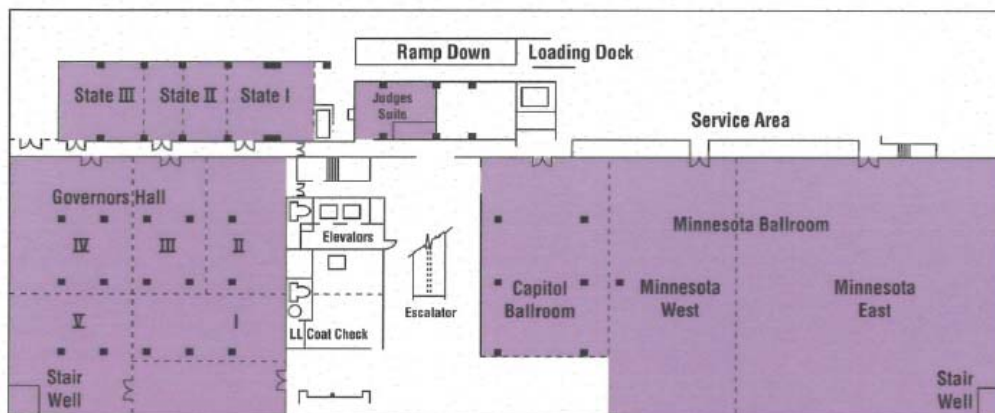 Ramp Down
Loading Dock
State III
State II
State I
Judges
Suite
Service Area
Governors Hall
IV
III
II
Elevators
Minnesota Ballroom
Capitol
Ballroom
Minnesota
West
Minnesota
East
Escalator
V
I
LL Coat Check
Stair
Well
Stair
Well